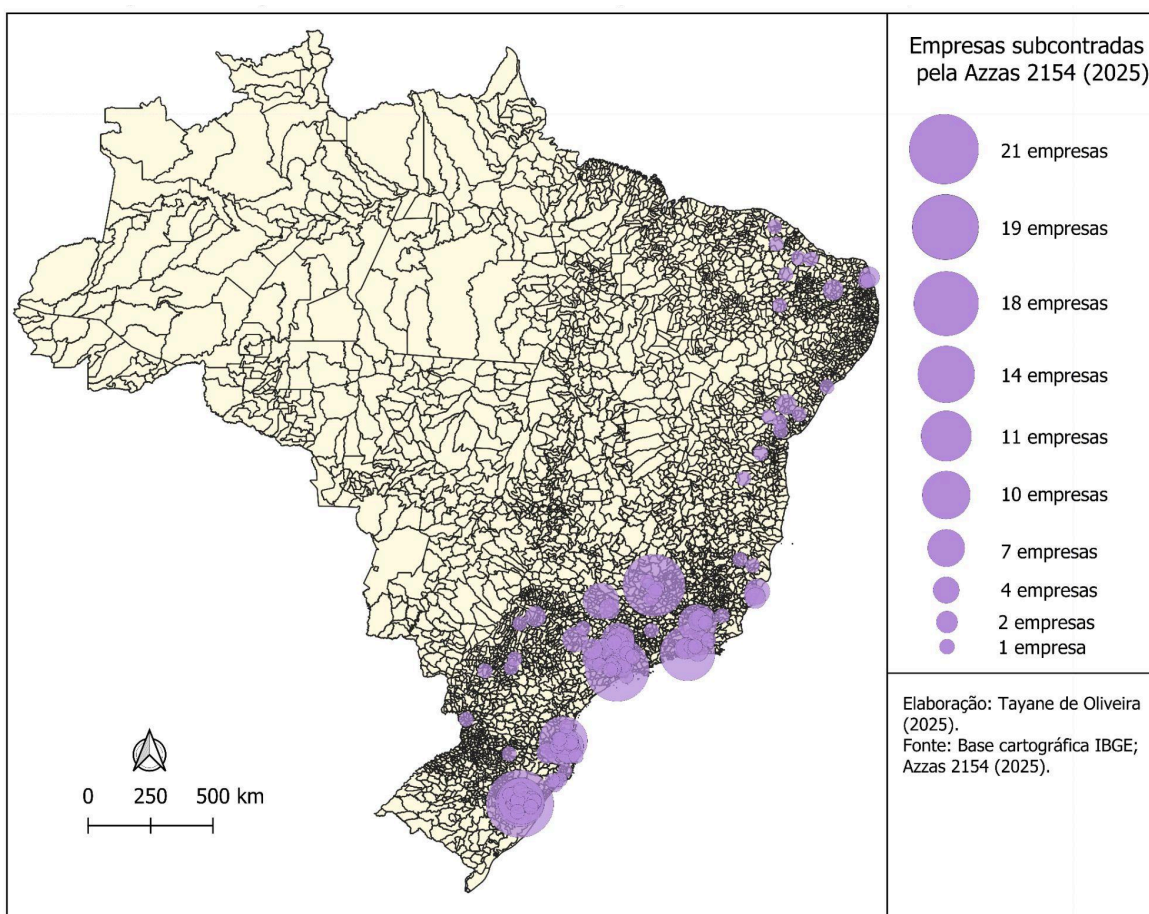 Empresas subcontradas
pela Azzas 2154 (2025)
21 empresas
19 empresas
18 empresas
14 empresas
11 empresas
10 empresas
7 empresas
4 empresas
2 empresas
1 empresa
Elaboração: Tayane de Oliveira
(2025).
Fonte: Base cartográfica IBGE;
Azzas 2154 (2025).
0 250 500 km